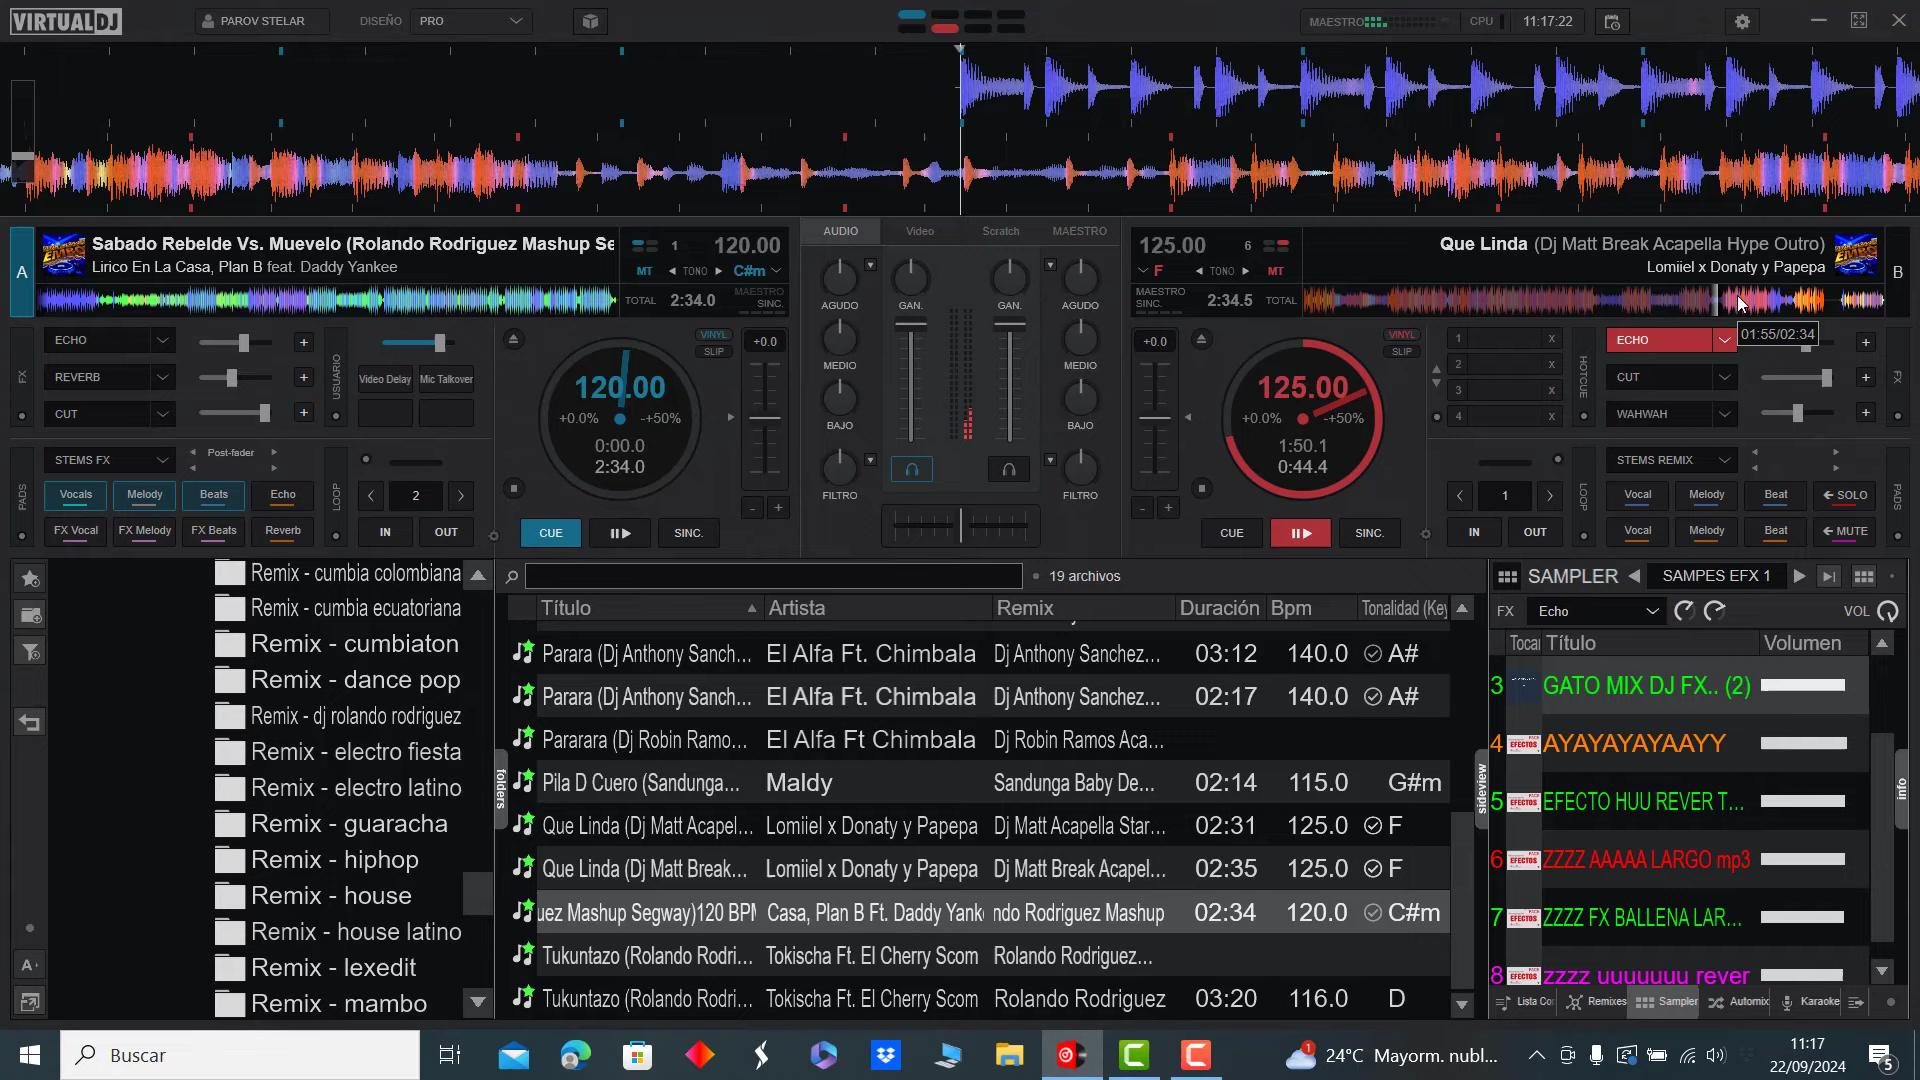 VIRTUALDJ PAROV STELAR DISEÑO PRO MAESTRO CPU 11:17:22
A
Sabado Rebelde Vs. Muevelo (Rolando Rodriguez Mashup Se
Lirico En La Casa, Plan B feat. Daddy Yankee
1 120.00
MT TONO C#m
TOTAL 2:34.0 MAESTRO SINC.
AUDIO Video Scratch MAESTRO
125.00 6
F TONO MT
MAESTRO SINC. 2:34.5 TOTAL
Que Linda (Dj Matt Break Acapella Hype Outro)
Lomiiel x Donaty y Papepa
B
01:55/02:34
FX
ECHO
REVERB
CUT
USUARIO
Video Delay Mic Talkover
VINYL
SLIP
+0.0
120.00
+0.0% -+50%
0:00.0
2:34.0
PADS
STEMS FX Post-fader
Vocals Melody Beats Echo
FX Vocal FX Melody FX Beats Reverb
LOOP
2
IN OUT
- +
CUE SINC.
AGUDO GAN. GAN. AGUDO
MEDIO MEDIO
BAJO BAJO
FILTRO FILTRO
+0.0
VINYL
SLIP
125.00
+0.0% -+50%
1:50.1
0:44.4
- +
CUE SINC.
1 X
2 X
3 X
4 X
HOTCUE
ECHO
CUT
WAHWAH
FX
LOOP
1
IN OUT
STEMS REMIX
Vocal Melody Beat SOLO
Vocal Melody Beat MUTE
PADS
Remix - cumbia colombiana
Remix - cumbia ecuatoriana
Remix - cumbiaton
Remix - dance pop
Remix - dj rolando rodriguez
Remix - electro fiesta
Remix - electro latino
Remix - guaracha
Remix - hiphop
Remix - house
Remix - house latino
Remix - lexedit
Remix - mambo
A
folders
19 archivos
Título Artista Remix Duración Bpm Tonalidad (Key
Parara (Dj Anthony Sanch... El Alfa Ft. Chimbala Dj Anthony Sanchez... 03:12 140.0 A#
Parara (Dj Anthony Sanch... El Alfa Ft. Chimbala Dj Anthony Sanchez... 02:17 140.0 A#
Pararara (Dj Robin Ramo... El Alfa Ft Chimbala Dj Robin Ramos Aca...
Pila D Cuero (Sandunga... Maldy Sandunga Baby De... 02:14 115.0 G#m
Que Linda (Dj Matt Acapel... Lomiiel x Donaty y Papepa Dj Matt Acapella Star... 02:31 125.0 F
Que Linda (Dj Matt Break... Lomiiel x Donaty y Papepa Dj Matt Break Acapel... 02:35 125.0 F
uez Mashup Segway)120 BPM Casa, Plan B Ft. Daddy Yanke ndo Rodriguez Mashup 02:34 120.0 C#m
Tukuntazo (Rolando Rodri... Tokischa Ft. El Cherry Scom Rolando Rodriguez...
Tukuntazo (Rolando Rodri... Tokischa Ft. El Cherry Scom Rolando Rodriguez 03:20 116.0 D
sideview
SAMPLER SAMPES EFX 1
FX Echo VOL
Tocar Título Volumen
3 GATO MIX DJ FX.. (2)
4 EFECTOS AYAYAYAYAAYY
5 EFECTOS EFECTO HUU REVER T...
6 EFECTOS ZZZZ AAAAA LARGO mp3
7 EFECTOS ZZZZ FX BALLENA LAR...
8 EFECTOS zzzz uuuuuuu rever
info
Lista Cor Remixes Sampler Automix Karaoke
Buscar
1 24°C Mayorm. nubl...
11:17
22/09/2024
5